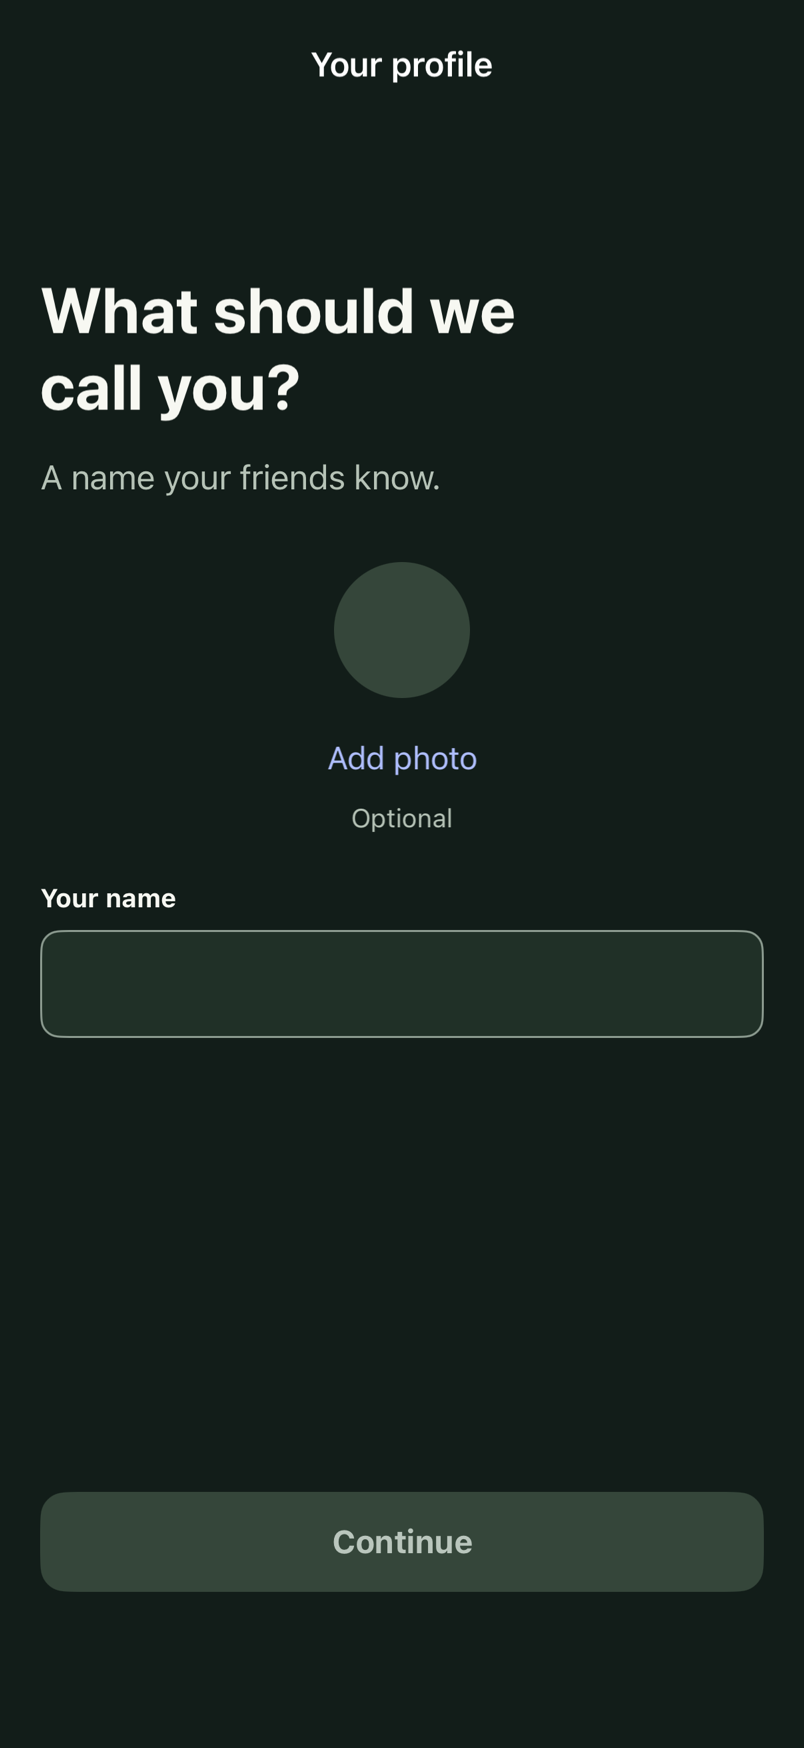 Your profile
What should we
call you?
A name your friends know.
Add photo
Optional
Your name
Continue